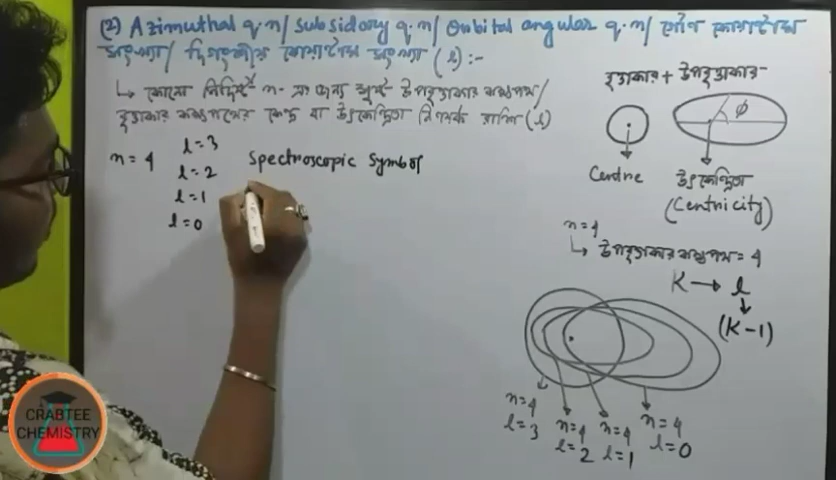 (2) Azimuthal q.n/ subsidary q.n/ Orbital angular q.n/ গৌণ কোয়ান্টাম
সংখ্যা/ দিগংশীয় কোয়ান্টাম সংখ্যা (l) :-
↳ কোনো নির্দিষ্ট n- এর জন্য সৃষ্ট উপবৃত্তাকার কক্ষপথ/
বৃত্তাকার কক্ষপথের কেন্দ্র বা উৎকেন্দ্রিতা নির্ণায়ক রাশি (l)
n = 4
l = 3
l = 2
l = 1
l = 0
Spectroscopic Symbol
বৃত্তাকার + উপবৃত্তাকার
φ
Centre
উৎকেন্দ্রিতা
(Centricity)
n = 4
↳ উপবৃত্তাকার কক্ষপথ = 4
K → l
↓
(K-1)
n = 4
l = 3
n = 4
l = 2
n = 4
l = 1
n = 4
l = 0
CRABTEE
CHEMISTRY